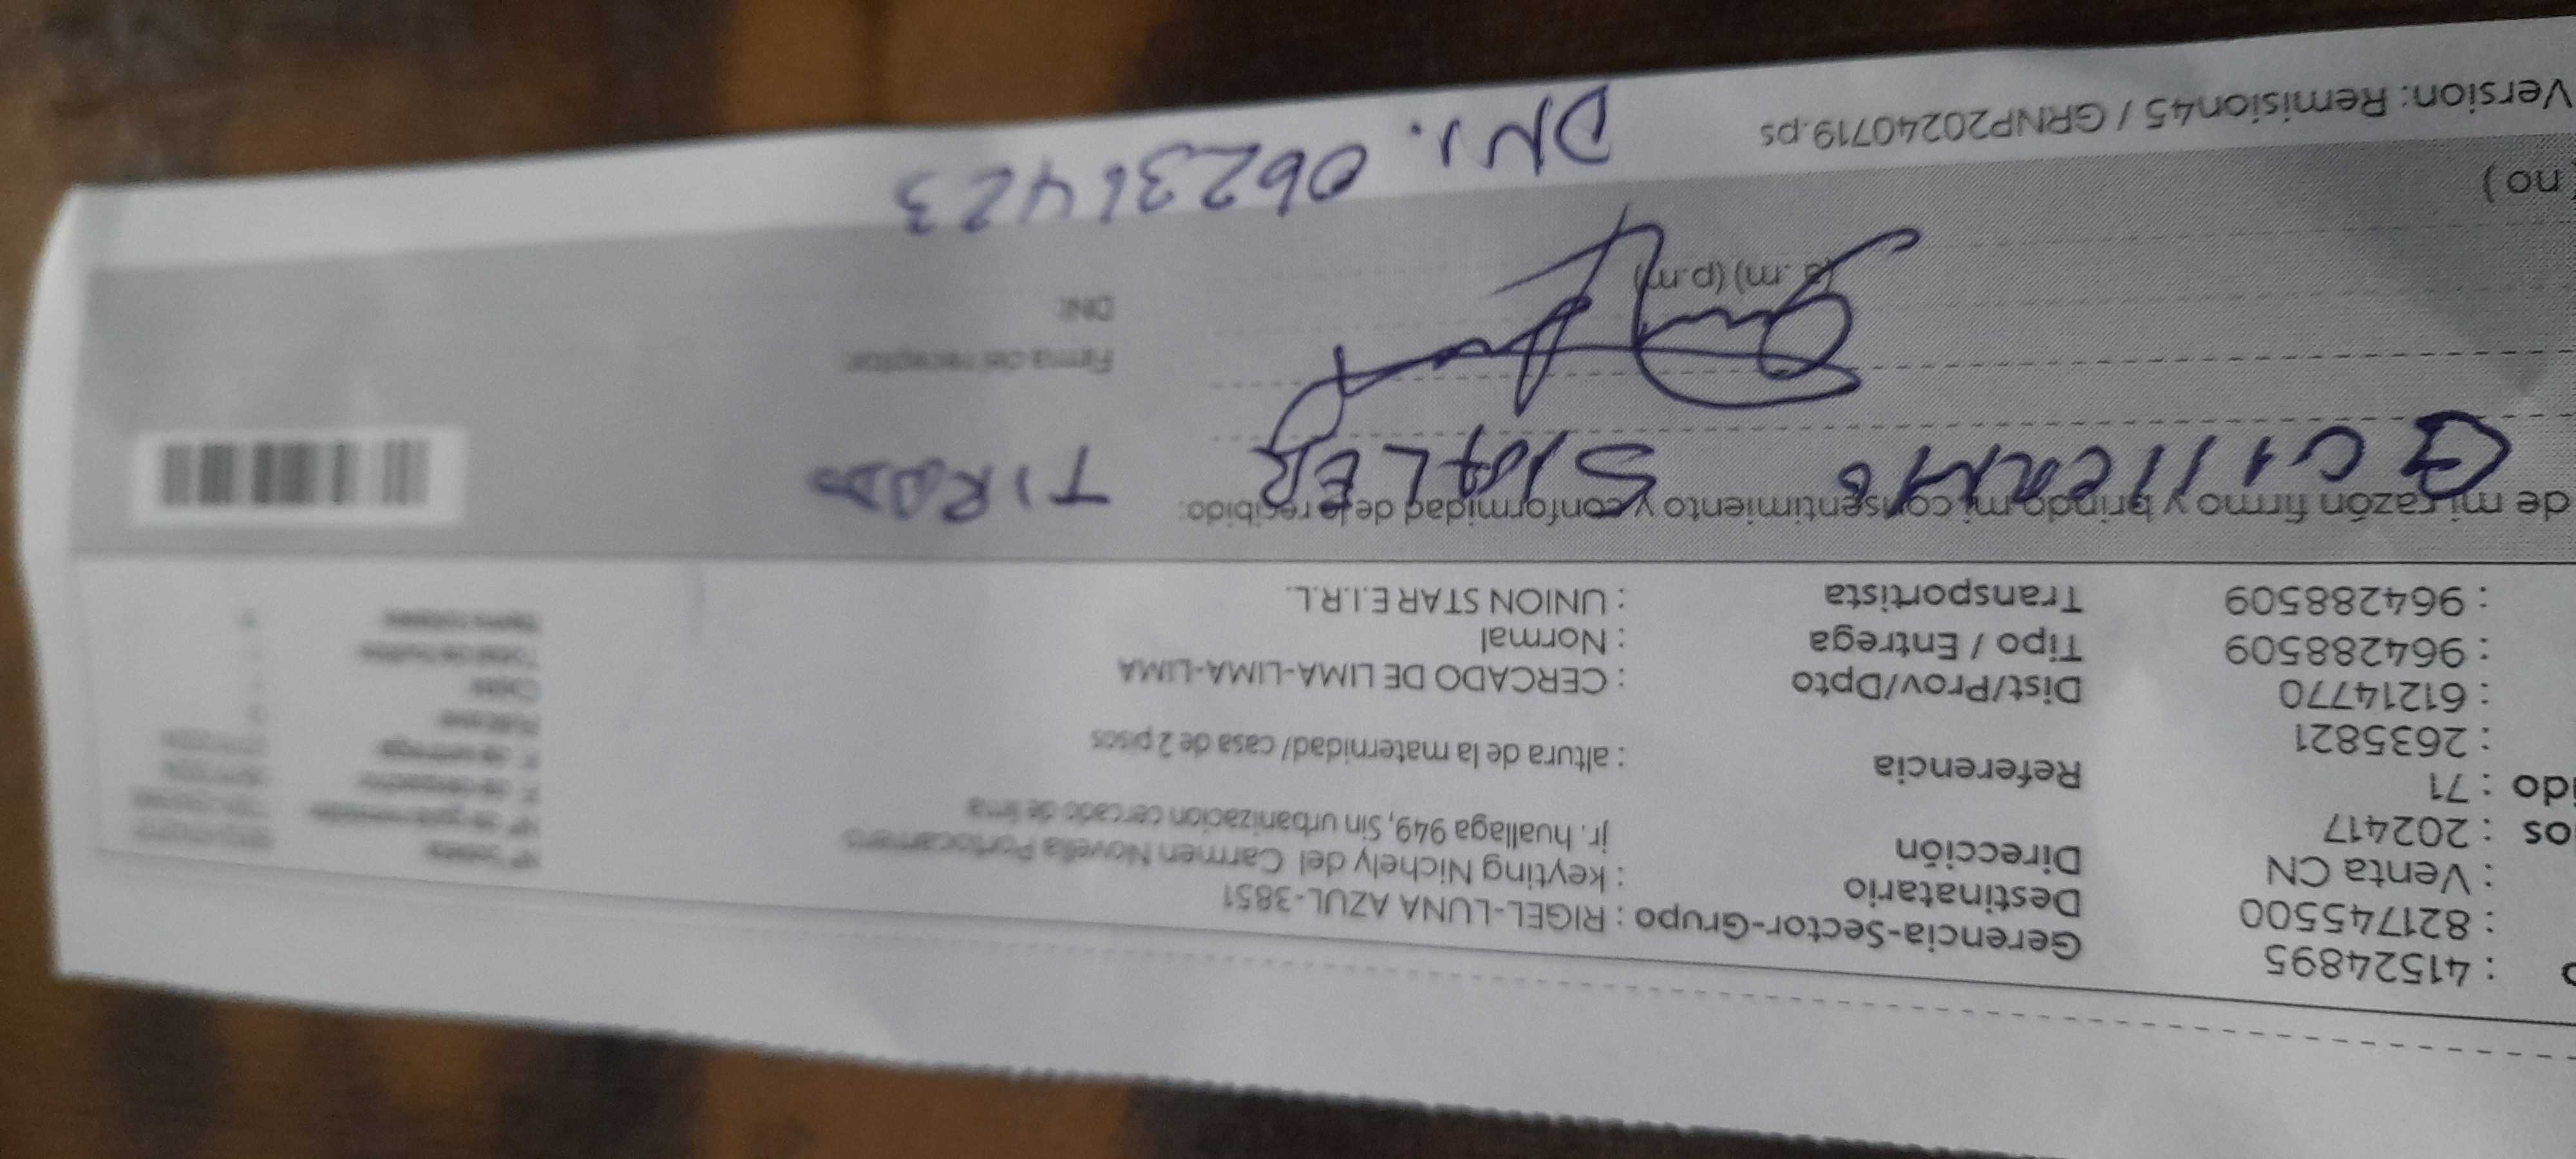 : 41524895
Gerencia-Sector-Grupo : RIGEL-LUNA AZUL-3851
: 821745500
Destinatario : keyting Nichely del Carmen Novella Portocarrero
: Venta CN
Dirección jr. huallaga 949, Sin urbanizacion cercado de lima
os : 202417
do : 71
Referencia : altura de la maternidad/ casa de 2 pisos
: 2635821
: 61214770
Dist/Prov/Dpto : CERCADO DE LIMA-LIMA-LIMA
: 964288509
Tipo / Entrega : Normal
: 964288509
Transportista : UNION STAR E.I.R.L.
de mi razón firmo y brindo mi consentimiento y conformidad de lo recibido:
Guillermo SIALER TIRADO
Firma del receptor:
DNI:
(a.m) (p.m)
no )
DNI. 06236423
Version: Remision45 / GRNP20240719.ps